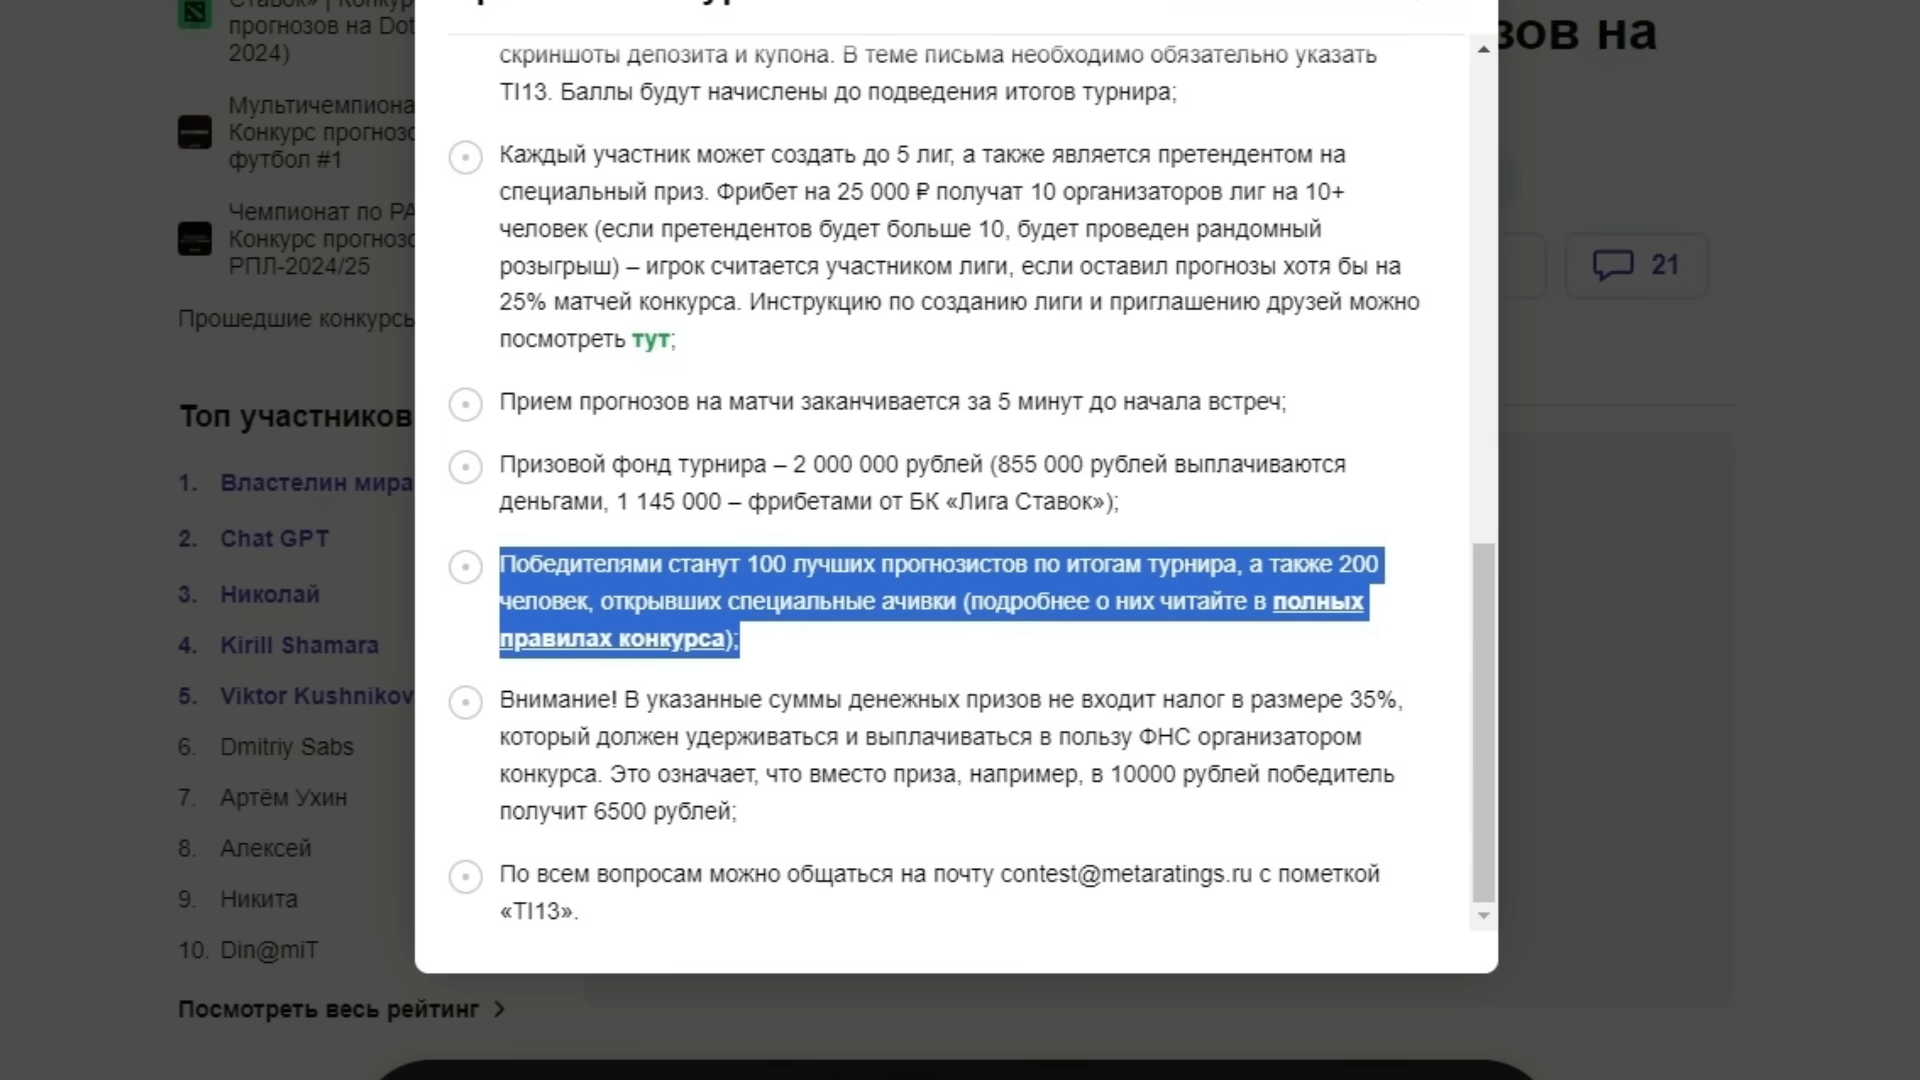 прогнозов на Dot
2024)
Мультичемпиона
Конкурс прогнозо
футбол #1
Чемпионат по РА
Конкурс прогнозо
РПЛ-2024/25
Прошедшие конкурсы
Топ участников
1. Властелин мира
2. Chat GPT
3. Николай
4. Kirill Shamara
5. Viktor Kushnikov
6. Dmitriy Sabs
7. Артём Ухин
8. Алексей
9. Никита
10. Din@miT
Посмотреть весь рейтинг
скриншоты депозита и купона. В теме письма необходимо обязательно указать
TI13. Баллы будут начислены до подведения итогов турнира;
Каждый участник может создать до 5 лиг, а также является претендентом на
специальный приз. Фрибет на 25 000 ₽ получат 10 организаторов лиг на 10+
человек (если претендентов будет больше 10, будет проведен рандомный
розыгрыш) – игрок считается участником лиги, если оставил прогнозы хотя бы на
25% матчей конкурса. Инструкцию по созданию лиги и приглашению друзей можно
посмотреть тут;
Прием прогнозов на матчи заканчивается за 5 минут до начала встреч;
Призовой фонд турнира – 2 000 000 рублей (855 000 рублей выплачиваются
деньгами, 1 145 000 – фрибетами от БК «Лига Ставок»);
Победителями станут 100 лучших прогнозистов по итогам турнира, а также 200
человек, открывших специальные ачивки (подробнее о них читайте в полных
правилах конкурса);
Внимание! В указанные суммы денежных призов не входит налог в размере 35%,
который должен удерживаться и выплачиваться в пользу ФНС организатором
конкурса. Это означает, что вместо приза, например, в 10000 рублей победитель
получит 6500 рублей;
По всем вопросам можно общаться на почту contest@metaratings.ru с пометкой
«TI13».
зов на
21